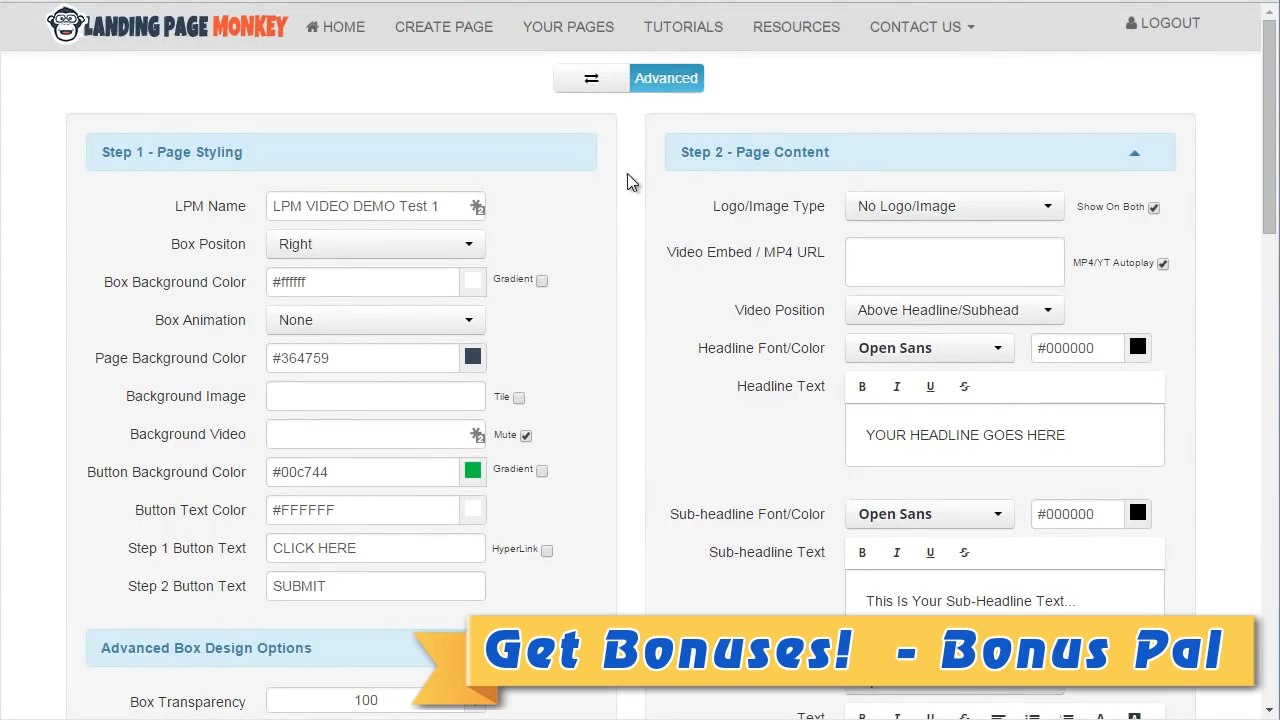 LANDING PAGE MONKEY
HOME
CREATE PAGE
YOUR PAGES
TUTORIALS
RESOURCES
CONTACT US
LOGOUT
Advanced
Step 1 - Page Styling
LPM Name
LPM VIDEO DEMO Test 1
Box Positon
Right
Box Background Color
#ffffff
Gradient
Box Animation
None
Page Background Color
#364759
Background Image
Tile
Background Video
Mute
Button Background Color
#00c744
Gradient
Button Text Color
#FFFFFF
Step 1 Button Text
CLICK HERE
HyperLink
Step 2 Button Text
SUBMIT
Advanced Box Design Options
Box Transparency
100
Step 2 - Page Content
Logo/Image Type
No Logo/Image
Show On Both
Video Embed / MP4 URL
MP4/YT Autoplay
Video Position
Above Headline/Subhead
Headline Font/Color
Open Sans
#000000
Headline Text
B I U S
YOUR HEADLINE GOES HERE
Sub-headline Font/Color
Open Sans
#000000
Sub-headline Text
B I U S
This Is Your Sub-Headline Text...
Get Bonuses! - Bonus Pal
Text